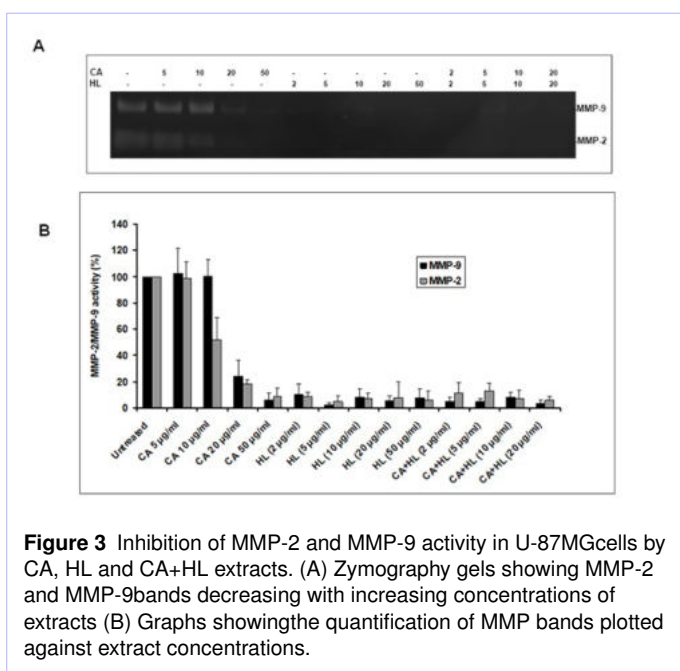 A
CA - 5 10 20 50 - - - - - 2 5 10 20
HL - - - - - 2 5 10 20 50 2 5 10 20
MMP-9
MMP-2
B
MMP-2/MMP-9 activity (%)
140
120
100
80
60
40
20
0
MMP-9
MMP-2
Untreated
CA 5 µg/ml
CA 10 µg/ml
CA 20 µg/ml
CA 50 µg/ml
HL (2 µg/ml)
HL (5µg/ml)
HL (10 µg/ml)
HL (20 µg/ml)
HL (50 µg/ml)
CA+HL (2 µg/ml)
CA+HL (5 µg/ml)
CA+HL (10 µg/ml)
CA+HL (20µg/ml)
Figure 3 Inhibition of MMP-2 and MMP-9 activity in U-87MGcells by
CA, HL and CA+HL extracts. (A) Zymography gels showing MMP-2
and MMP-9bands decreasing with increasing concentrations of
extracts (B) Graphs showingthe quantification of MMP bands plotted
against extract concentrations.